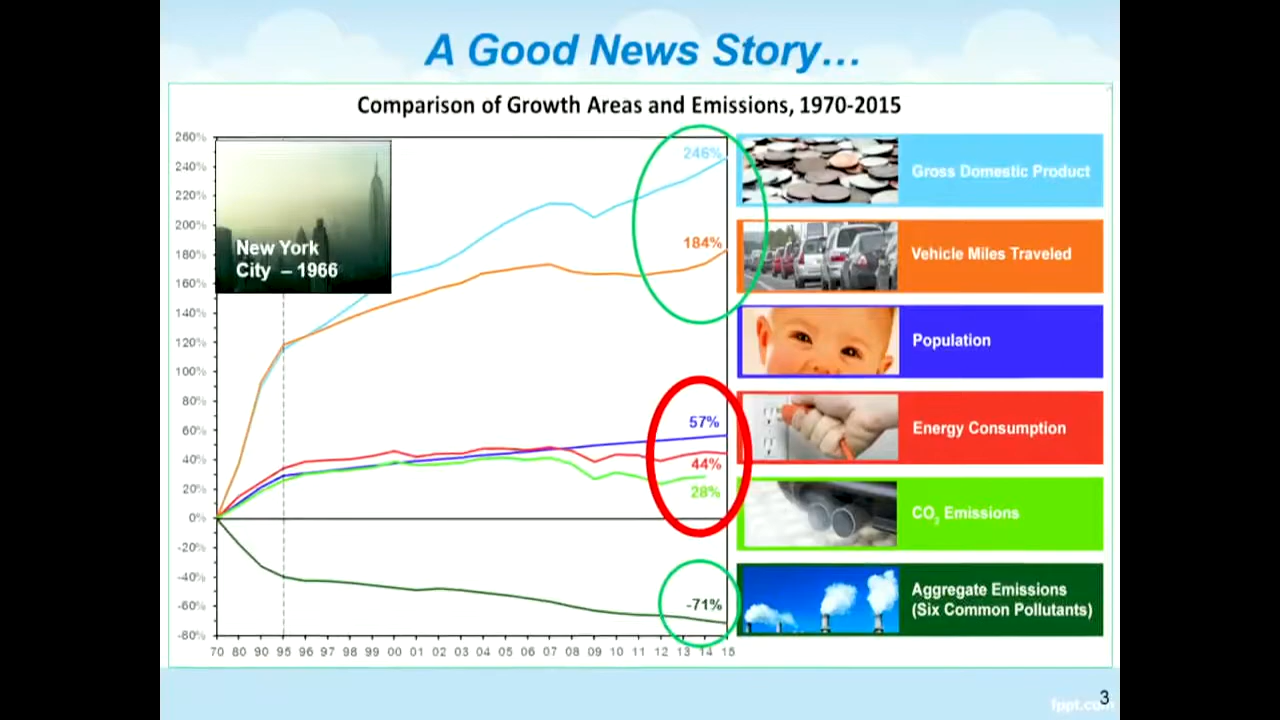 A Good News Story...
Comparison of Growth Areas and Emissions, 1970-2015
260%
240%
220%
200%
180%
160%
140%
120%
100%
80%
60%
40%
20%
0%
-20%
-40%
-60%
-80%
New York
City – 1966
246%
184%
57%
44%
28%
-71%
70 80 90 95 96 97 98 99 00 01 02 03 04 05 06 07 08 09 10 11 12 13 14 15
Gross Domestic Product
Vehicle Miles Traveled
Population
Energy Consumption
CO2 Emissions
Aggregate Emissions
(Six Common Pollutants)
fppt.com
3